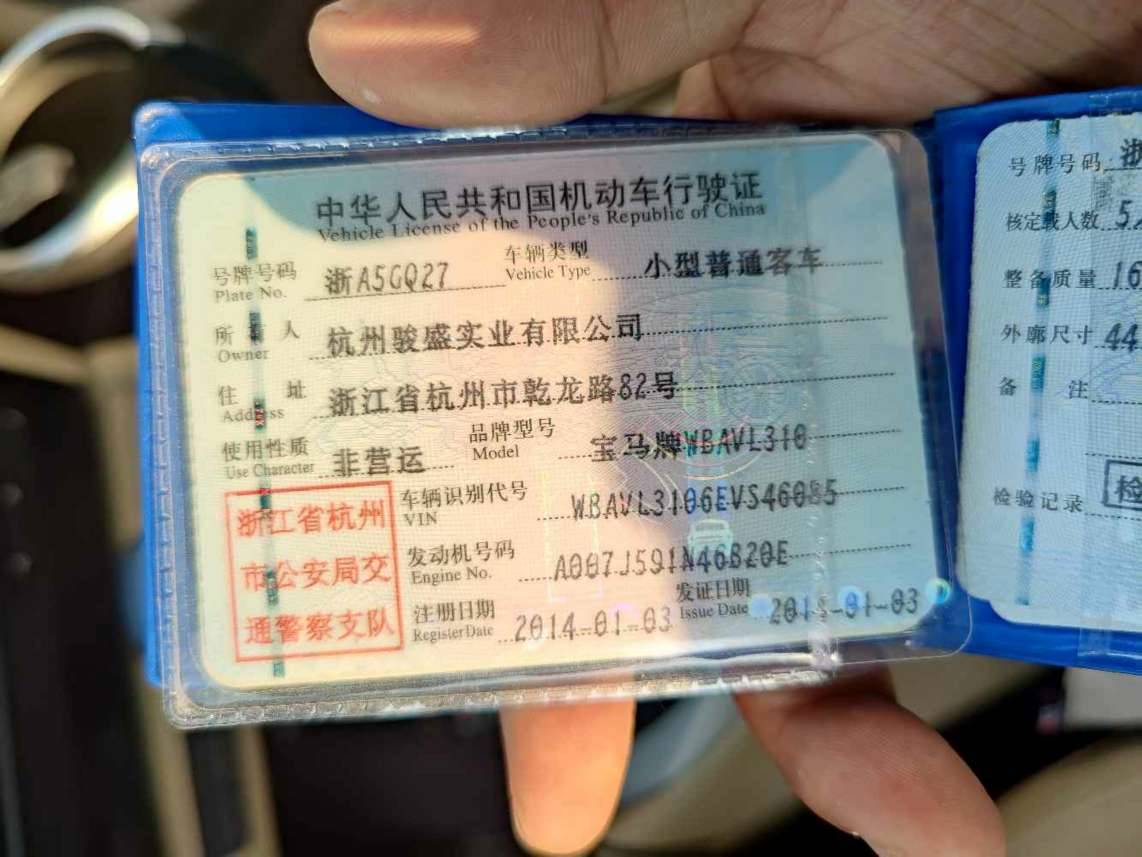 中华人民共和国机动车行驶证
Vehicle License of the People's Republic of China
号牌号码 浙A5GQ27 车辆类型 小型普通客车
Plate No. Vehicle Type
所有人 杭州骏盛实业有限公司
Owner
住址 浙江省杭州市乾龙路82号
Address
使用性质 非营运 品牌型号 宝马牌WBAVL310
Use Character Model
车辆识别代号 WBAVL3106EVS46085
VIN
发动机号码 A007J591N46B20E
Engine No.
注册日期 2014-01-03 发证日期 2014-01-03
Register Date Issue Date
浙江省杭州
市公安局交
通警察支队
号牌号码 浙
核定载人数 5
整备质量 16
外廓尺寸 44
备注
检验记录 检